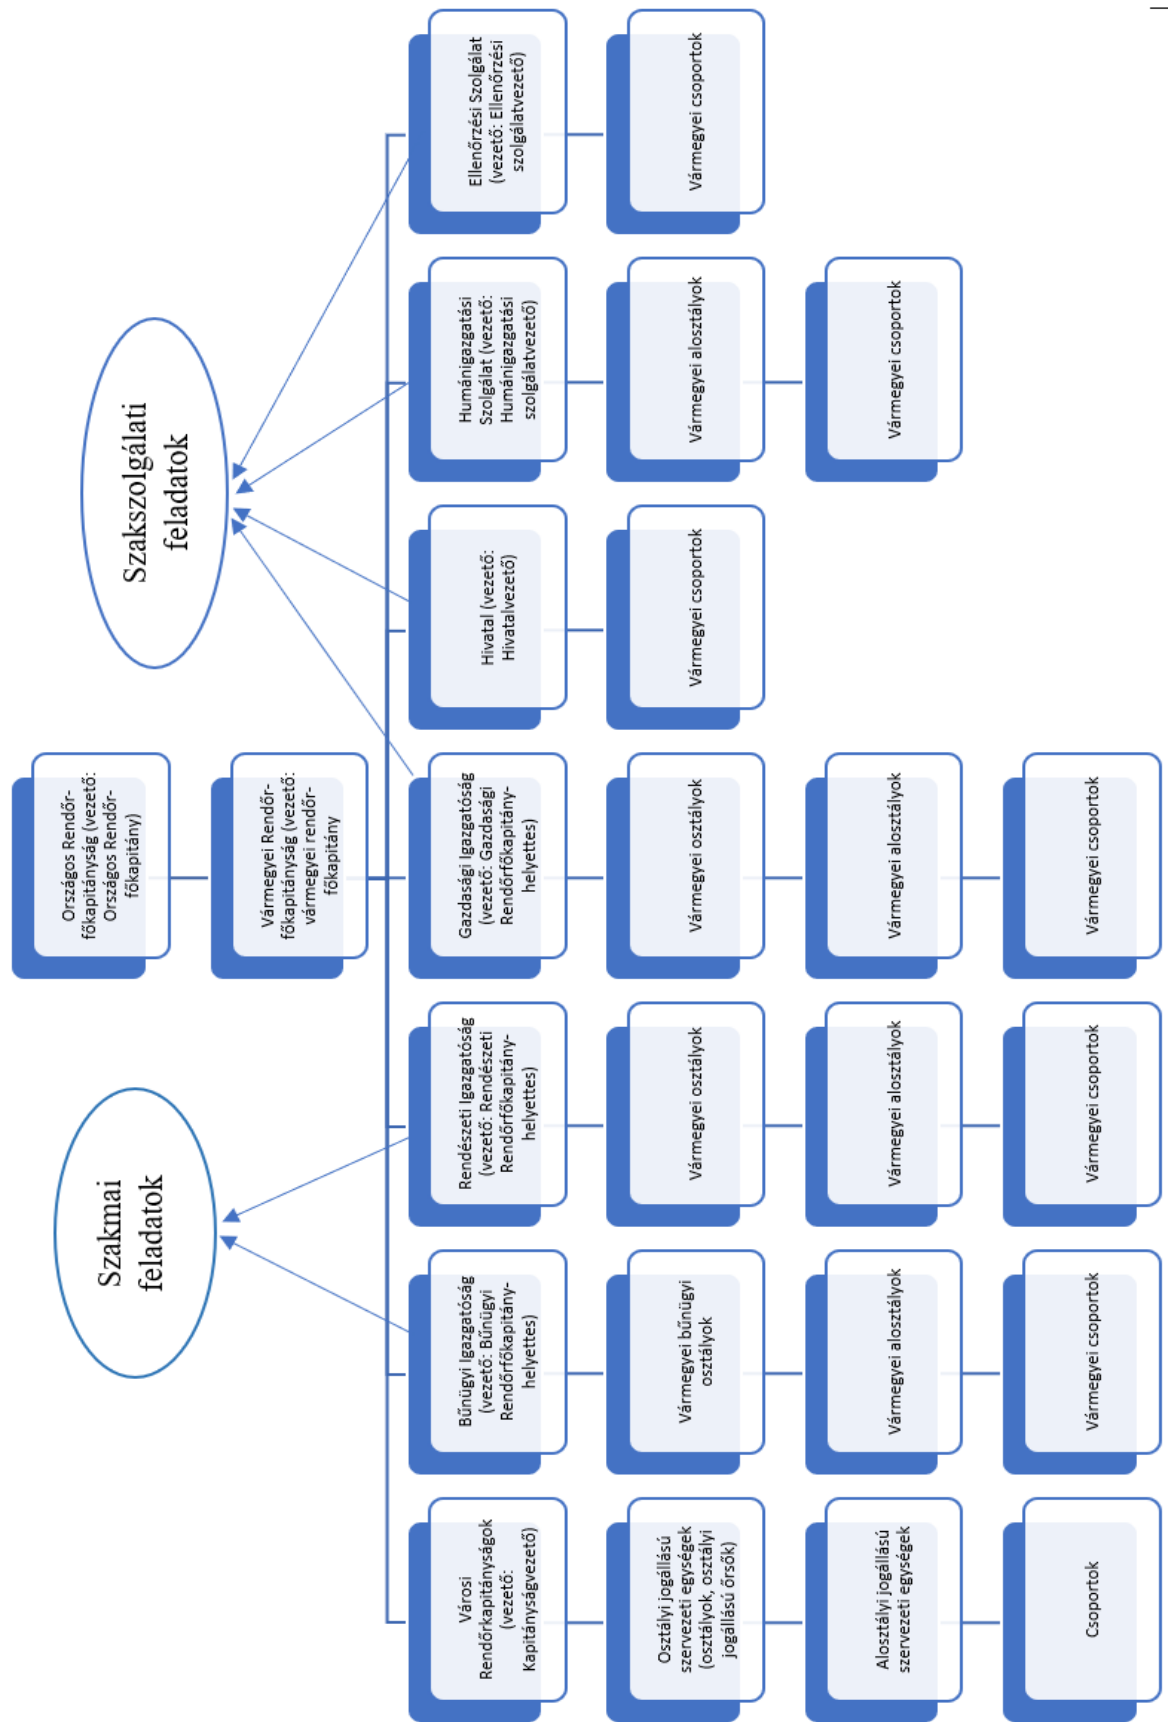 Szakmai
feladatok
Szakszolgálati
feladatok
Országos Rendőr-
főkapitányság (vezető:
Országos Rendőr-
főkapitány)
Vármegyei Rendőr-
főkapitányság (vezető:
vármegyei rendőr-
főkapitány
Városi
Rendőrkapitányságok
(vezető:
Kapitányságvezető)
Osztályi jogállású
szervezeti egységek
(osztályok, osztályi
jogállású őrsök)
Alosztályi jogállású
szervezeti egységek
Csoportok
Bűnügyi Igazgatóság
(vezető: Bűnügyi
Rendőrfőkapitány-
helyettes)
Vármegyei bűnügyi
osztályok
Vármegyei alosztályok
Vármegyei csoportok
Rendészeti Igazgatóság
(vezető: Rendészeti
Rendőrfőkapitány-
helyettes)
Vármegyei osztályok
Vármegyei alosztályok
Vármegyei csoportok
Gazdasági Igazgatóság
(vezető: Gazdasági
Rendőrfőkapitány-
helyettes)
Vármegyei osztályok
Vármegyei alosztályok
Vármegyei csoportok
Hivatal (vezető:
Hivatalvezető)
Vármegyei csoportok
Humánigazgatási
Szolgálat (vezető:
Humánigazgatási
szolgálatvezető)
Vármegyei alosztályok
Vármegyei csoportok
Ellenőrzési Szolgálat
(vezető: Ellenőrzési
szolgálatvezető)
Vármegyei csoportok